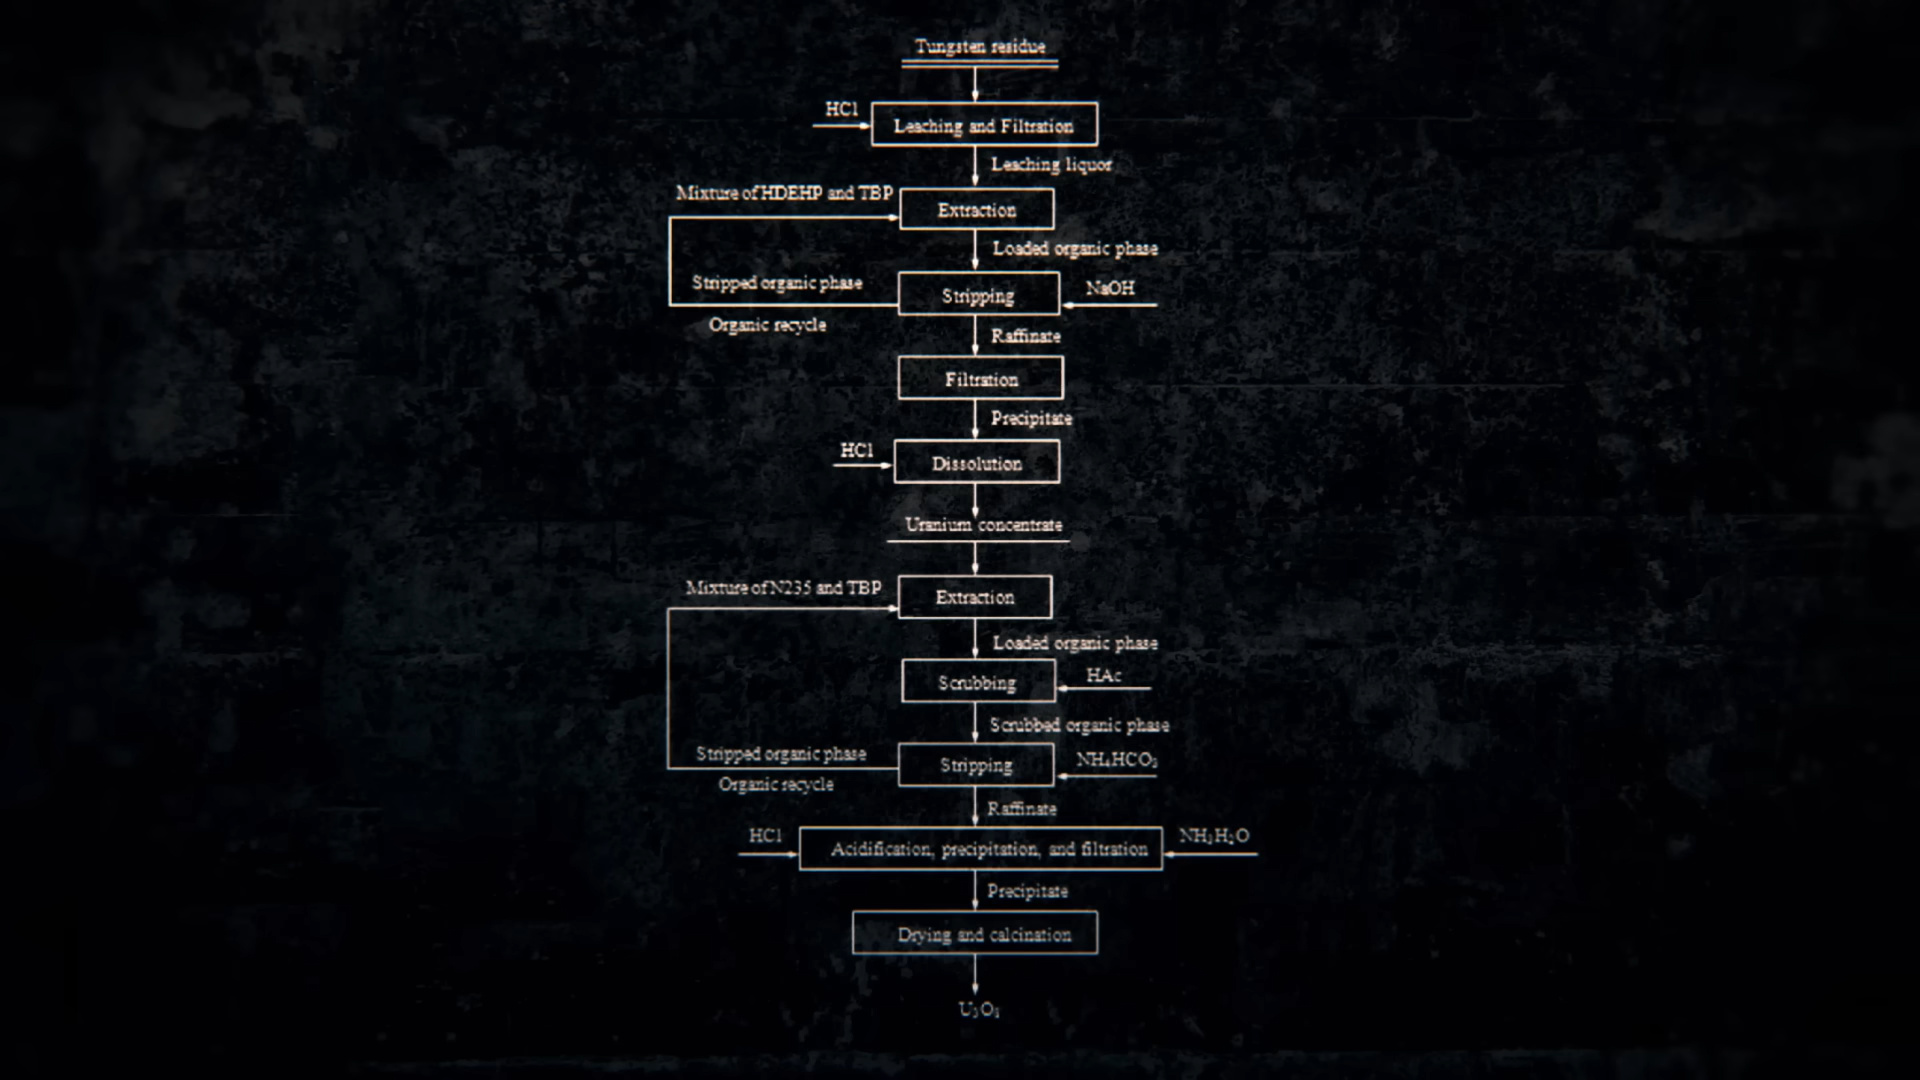 Tungsten residue
HCl
Leaching and Filtration
Leaching liquor
Mixture of HDEHP and TBP
Extraction
Loaded organic phase
Stripped organic phase
Stripping
NaOH
Organic recycle
Raffinate
Filtration
Precipitate
HCl
Dissolution
Uranium concentrate
Mixture of N235 and TBP
Extraction
Loaded organic phase
Scrubbing
HAc
Scrubbed organic phase
Stripped organic phase
Stripping
NH₄HCO₃
Organic recycle
Raffinate
HCl
Acidification, precipitation, and filtration
NH₃H₂O
Precipitate
Drying and calcination
U₃O₈